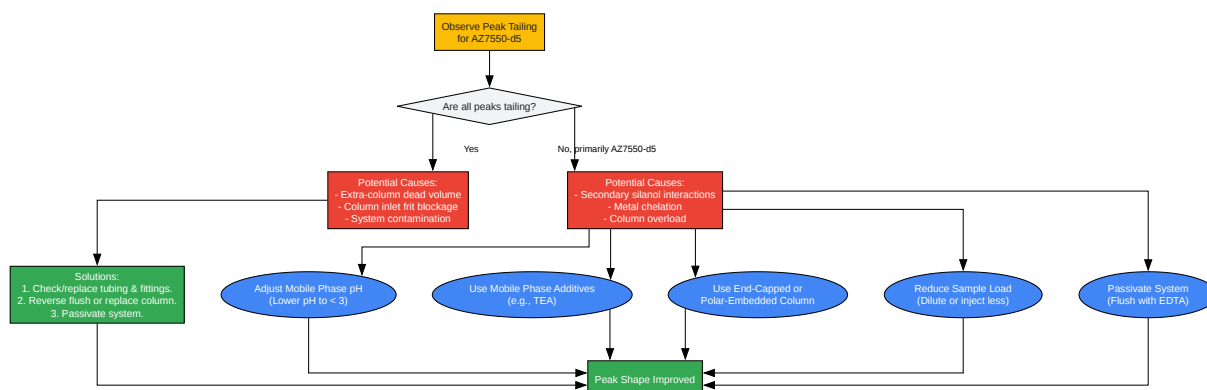 Observe Peak Tailing
for AZ7550-d5
Are all peaks tailing?
Yes
No, primarily AZ7550-d5
Potential Causes:
- Extra-column dead volume
- Column inlet frit blockage
- System contamination
Potential Causes:
- Secondary silanol interactions
- Metal chelation
- Column overload
Solutions:
1. Check/replace tubing & fittings.
2. Reverse flush or replace column.
3. Passivate system.
Adjust Mobile Phase pH
(Lower pH to < 3)
Use Mobile Phase Additives
(e.g., TEA)
Use End-Capped or
Polar-Embedded Column
Reduce Sample Load
(Dilute or inject less)
Passivate System
(Flush with EDTA)
Peak Shape Improved